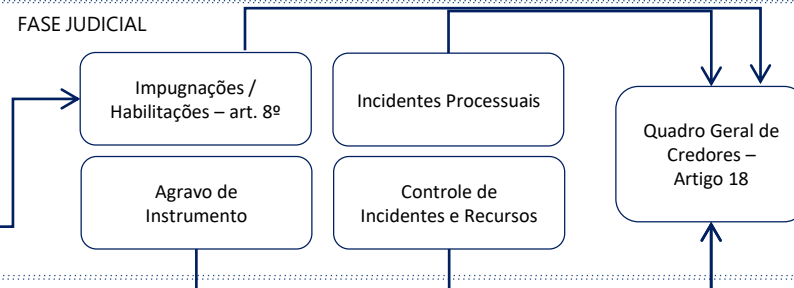 FASE JUDICIAL
Impugnações /
Habilitações – art. 8º
Incidentes Processuais
Quadro Geral de
Credores –
Artigo 18
Agravo de
Instrumento
Controle de
Incidentes e Recursos